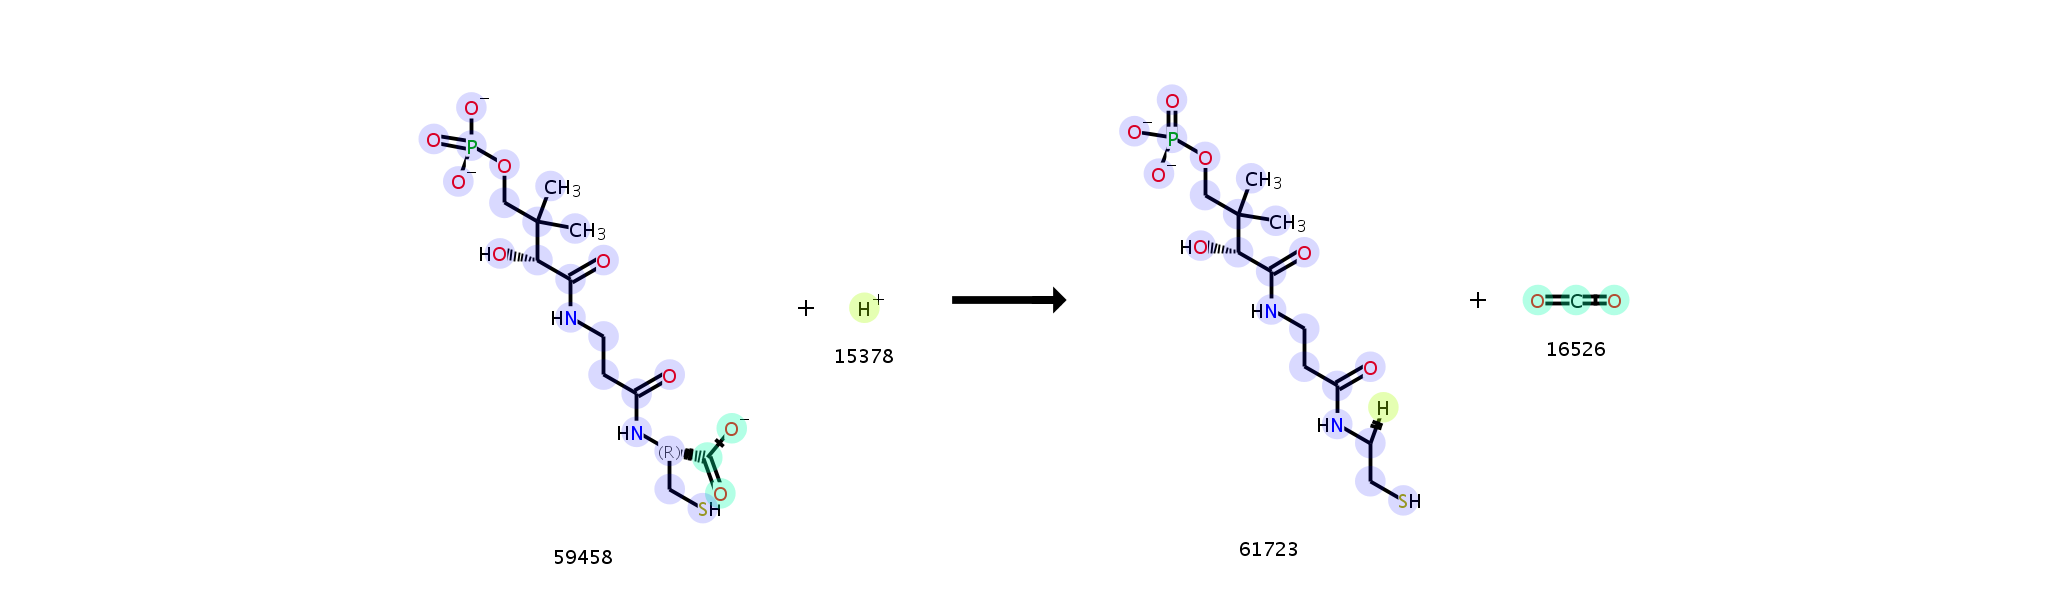 O⁻
O
P
O
O⁻
CH₃
CH₃
HO
O
HN
O
HN
(R)
O⁻
O
SH
59458
+
H⁺
15378
O
O⁻
P
O
O⁻
CH₃
CH₃
HO
O
HN
O
H
HN
SH
61723
+
O C O
16526